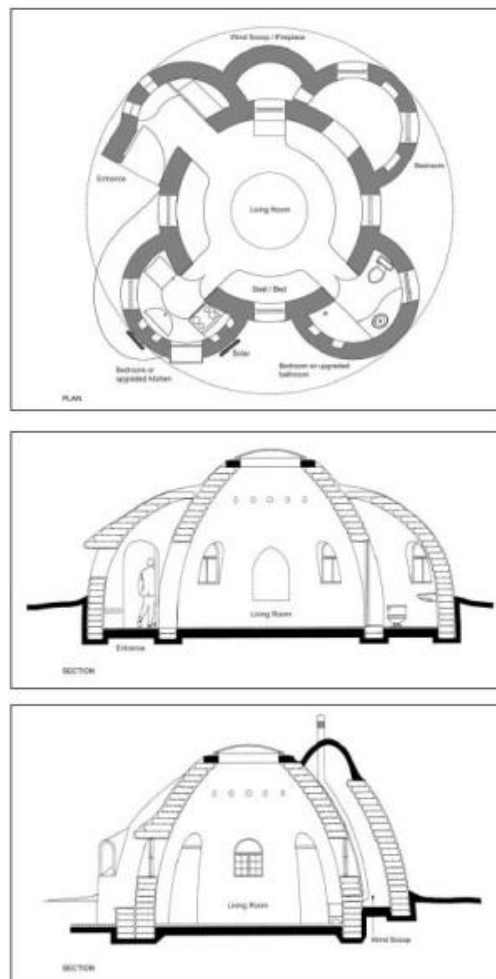 Wind Scoop / Fireplace
Bedroom
Entrance
Living Room
Seat / Bed
Solar
Bedroom or
upgraded kitchen
Bedroom or upgraded
bathroom
PLAN
Living Room
Entrance
SECTION
Living Room
Wind Scoop
SECTION